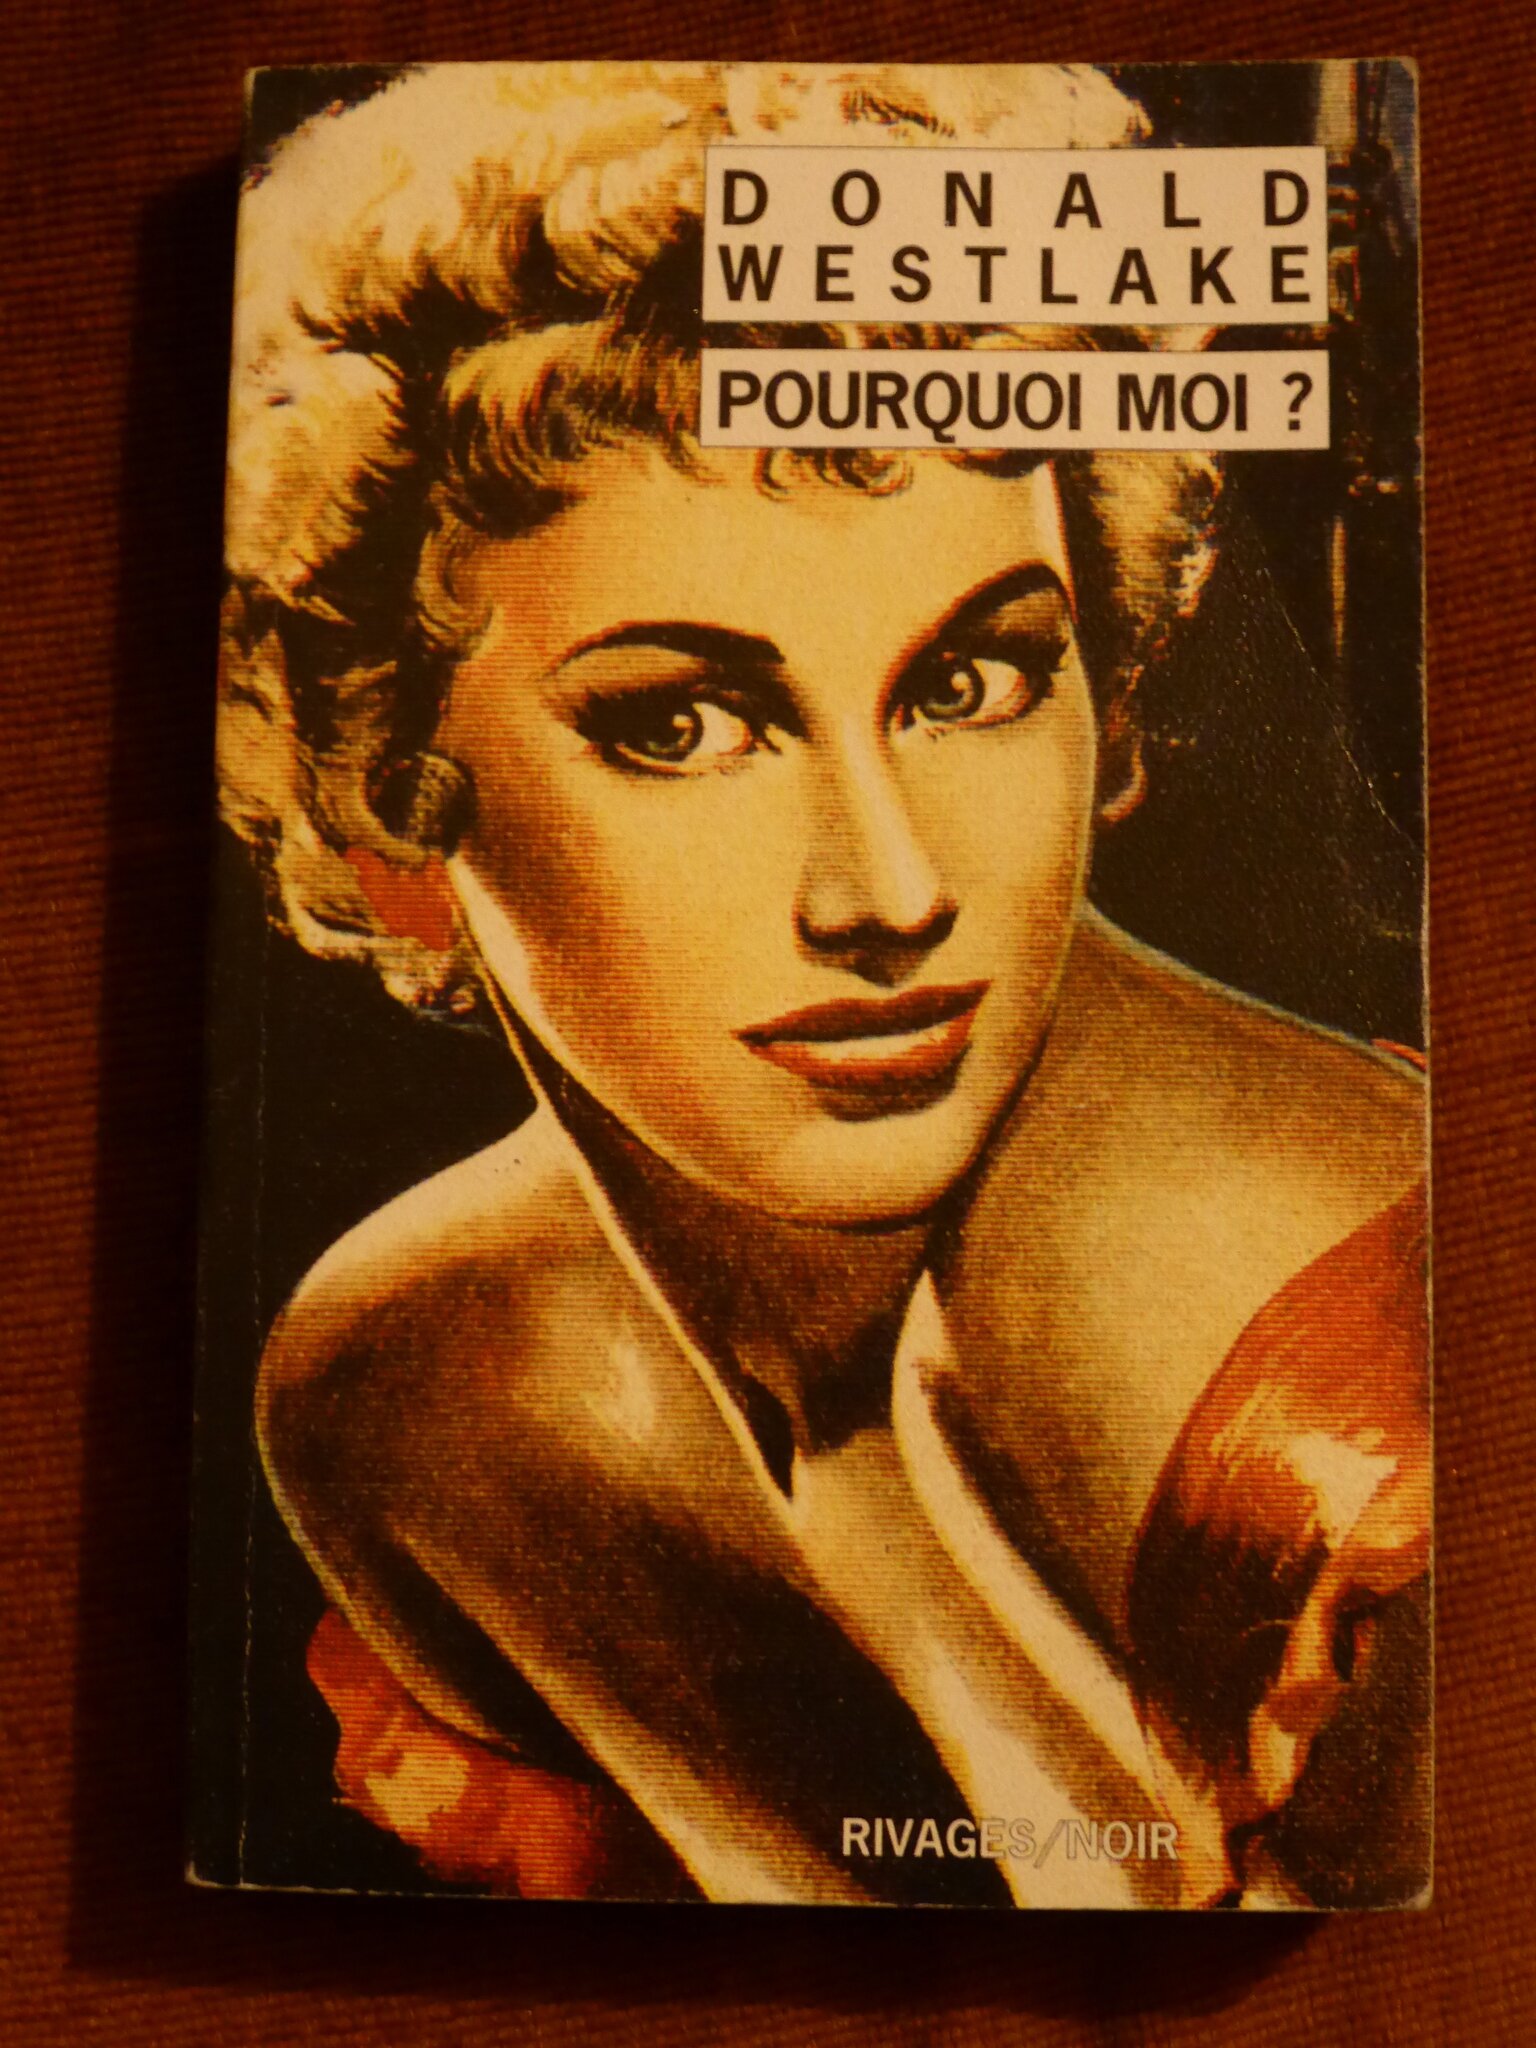 DONALD
WESTLAKE
POURQUOI MOI ?
RIVAGES/NOIR